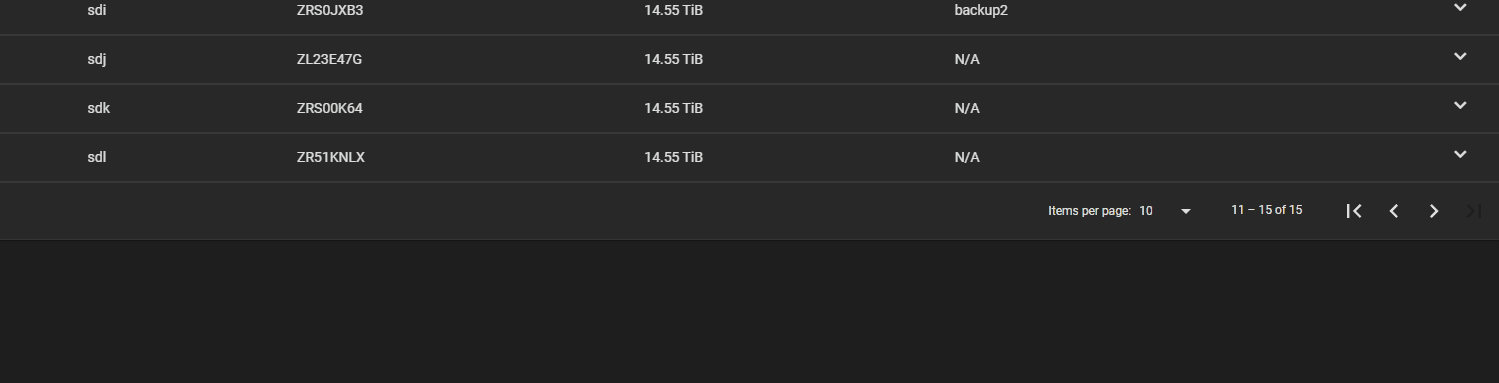 sdi ZRS0JXB3 14.55 TiB backup2
sdj ZL23E47G 14.55 TiB N/A
sdk ZRS00K64 14.55 TiB N/A
sdl ZR51KNLX 14.55 TiB N/A
Items per page: 10 11 – 15 of 15